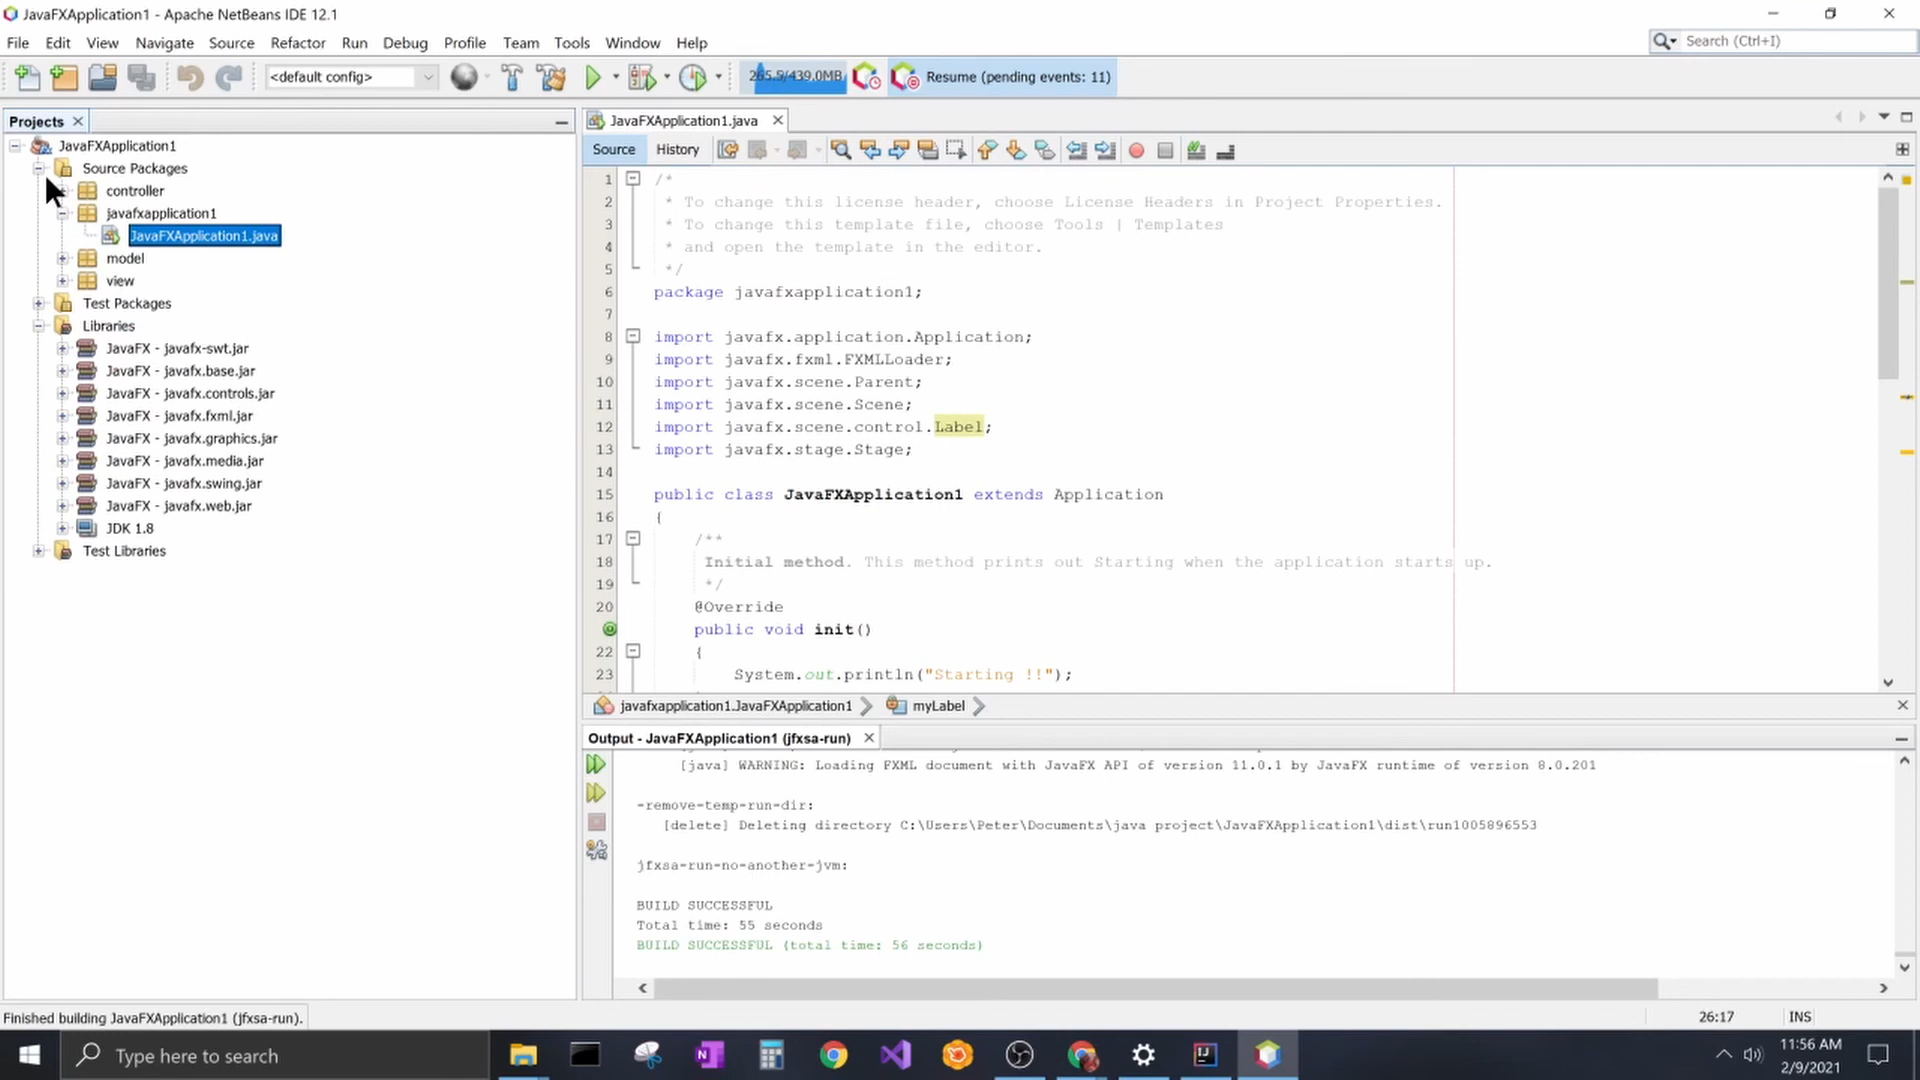 JavaFXApplication1 - Apache NetBeans IDE 12.1
File Edit View Navigate Source Refactor Run Debug Profile Team Tools Window Help
Search (Ctrl+I)
<default config>
265.5/439.0MB
Resume (pending events: 11)
Projects
JavaFXApplication1
Source Packages
controller
javafxapplication1
JavaFXApplication1.java
model
view
Test Packages
Libraries
JavaFX - javafx-swt.jar
JavaFX - javafx.base.jar
JavaFX - javafx.controls.jar
JavaFX - javafx.fxml.jar
JavaFX - javafx.graphics.jar
JavaFX - javafx.media.jar
JavaFX - javafx.swing.jar
JavaFX - javafx.web.jar
JDK 1.8
Test Libraries
JavaFXApplication1.java
Source History
1 /*
2 * To change this license header, choose License Headers in Project Properties.
3 * To change this template file, choose Tools | Templates
4 * and open the template in the editor.
5 */
6 package javafxapplication1;
7
8 import javafx.application.Application;
9 import javafx.fxml.FXMLLoader;
10 import javafx.scene.Parent;
11 import javafx.scene.Scene;
12 import javafx.scene.control.Label;
13 import javafx.stage.Stage;
14
15 public class JavaFXApplication1 extends Application
16 {
17 /**
18 Initial method. This method prints out Starting when the application starts up.
19 */
20 @Override
public void init()
22 {
23 System.out.println("Starting !!");
javafxapplication1.JavaFXApplication1 myLabel
Output - JavaFXApplication1 (jfxsa-run)
[java] WARNING: Loading FXML document with JavaFX API of version 11.0.1 by JavaFX runtime of version 8.0.201
-remove-temp-run-dir:
[delete] Deleting directory C:\Users\Peter\Documents\java project\JavaFXApplication1\dist\run1005896553
jfxsa-run-no-another-jvm:
BUILD SUCCESSFUL
Total time: 55 seconds
BUILD SUCCESSFUL (total time: 56 seconds)
Finished building JavaFXApplication1 (jfxsa-run).
26:17 INS
Type here to search
11:56 AM
2/9/2021